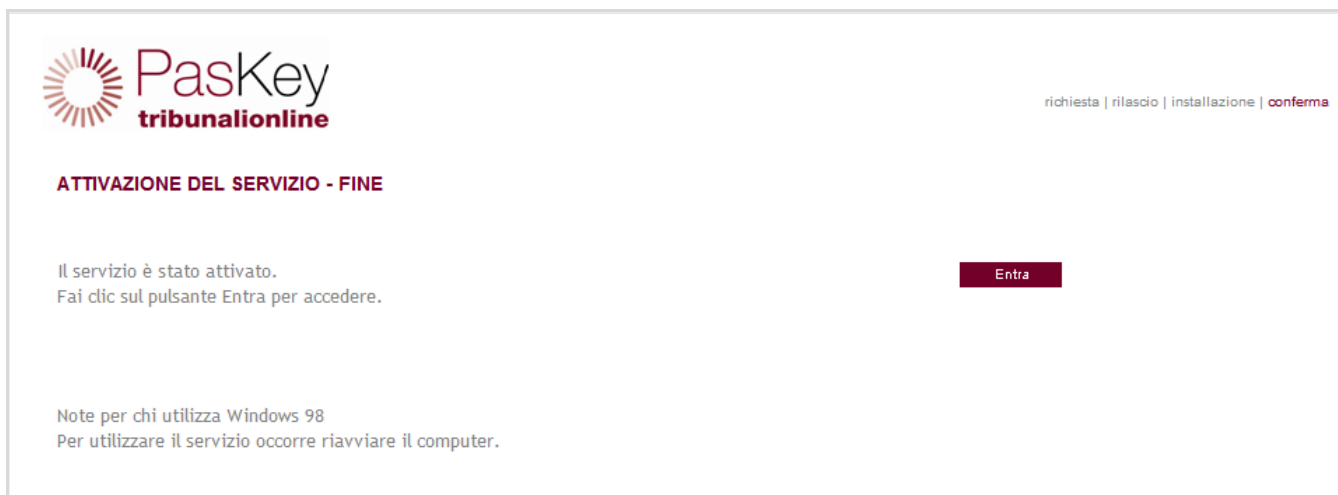 PasKey
tribunalionline
richiesta | rilascio | installazione | conferma
ATTIVAZIONE DEL SERVIZIO - FINE
Il servizio è stato attivato.
Fai clic sul pulsante Entra per accedere.
Entra
Note per chi utilizza Windows 98
Per utilizzare il servizio occorre riavviare il computer.